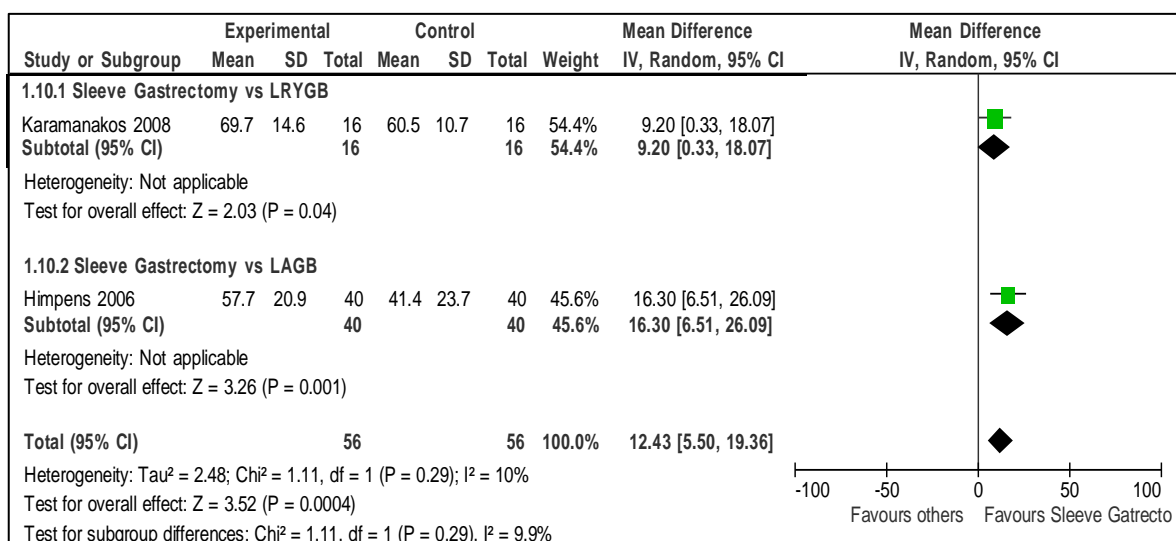 Experimental Control Mean Difference Mean Difference
Study or Subgroup Mean SD Total Mean SD Total Weight IV, Random, 95% CI IV, Random, 95% CI
1.10.1 Sleeve Gastrectomy vs LRYGB
Karamanakos 2008 69.7 14.6 16 60.5 10.7 16 54.4% 9.20 [0.33, 18.07]
Subtotal (95% CI) 16 16 54.4% 9.20 [0.33, 18.07]
Heterogeneity: Not applicable
Test for overall effect: Z = 2.03 (P = 0.04)
1.10.2 Sleeve Gastrectomy vs LAGB
Himpens 2006 57.7 20.9 40 41.4 23.7 40 45.6% 16.30 [6.51, 26.09]
Subtotal (95% CI) 40 40 45.6% 16.30 [6.51, 26.09]
Heterogeneity: Not applicable
Test for overall effect: Z = 3.26 (P = 0.001)
Total (95% CI) 56 56 100.0% 12.43 [5.50, 19.36]
Heterogeneity: Tau² = 2.48; Chi² = 1.11, df = 1 (P = 0.29); I² = 10%
Test for overall effect: Z = 3.52 (P = 0.0004)
Test for subgroup differences: Chi² = 1.11, df = 1 (P = 0.29), I² = 9.9%
-100 -50 0 50 100
Favours others Favours Sleeve Gatrecto